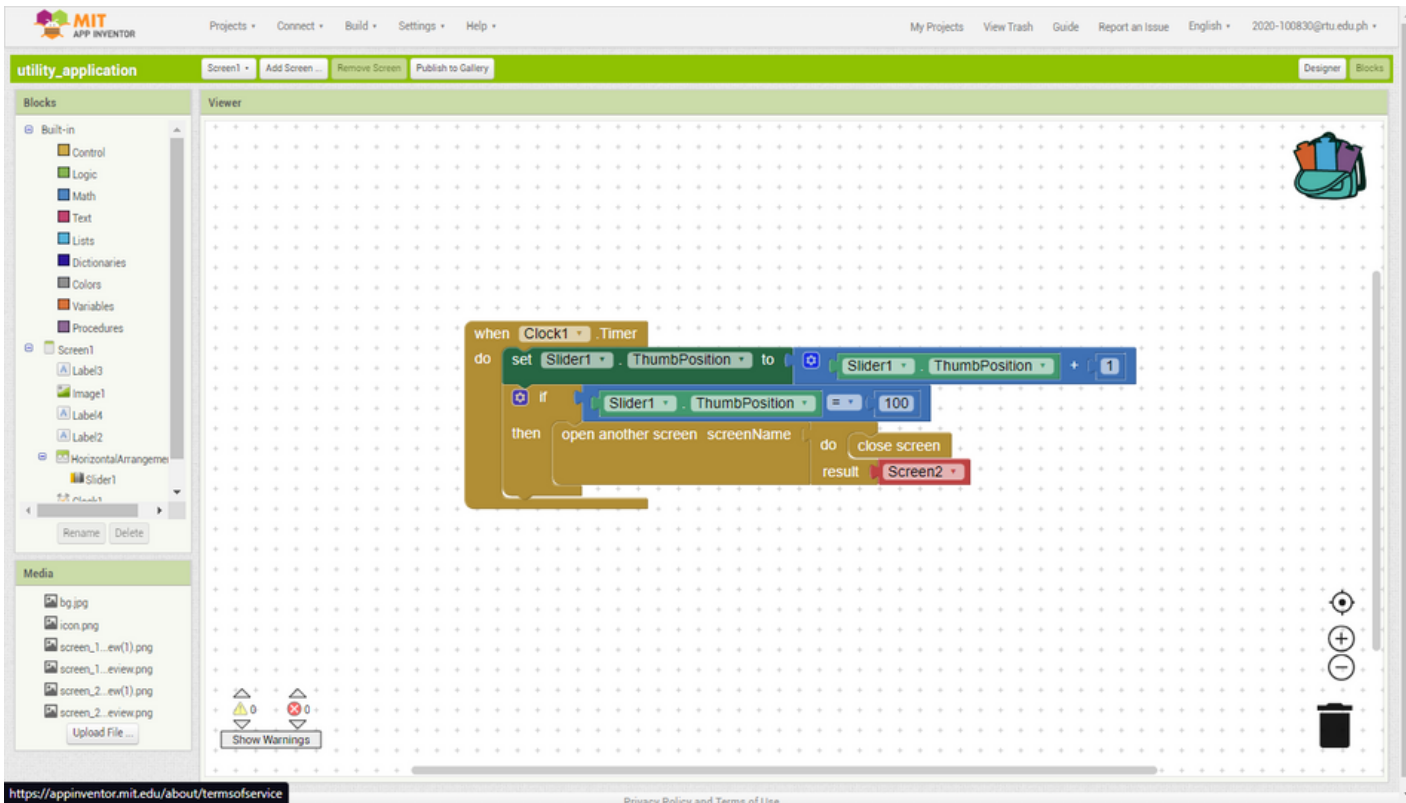 MIT
APP INVENTOR
Projects Connect Build Settings Help My Projects View Trash Guide Report an Issue English 2020-100830@rtu.edu.ph
utility_application Screen1 Add Screen ... Remove Screen Publish to Gallery Designer Blocks
Blocks
Built-in
Control
Logic
Math
Text
Lists
Dictionaries
Colors
Variables
Procedures
Screen1
Label3
Image1
Label4
Label2
HorizontalArrangemen
Slider1
Clock1
Rename Delete
Media
bg.jpg
icon.png
screen_1...ew(1).png
screen_1...eview.png
screen_2...ew(1).png
screen_2...eview.png
Upload File ...
Viewer
when Clock1 .Timer
do set Slider1 . ThumbPosition to Slider1 . ThumbPosition + 1
if Slider1 . ThumbPosition = 100
then open another screen screenName do close screen
result Screen2
0 0
Show Warnings
https://appinventor.mit.edu/about/termsofservice
Privacy Policy and Terms of Use